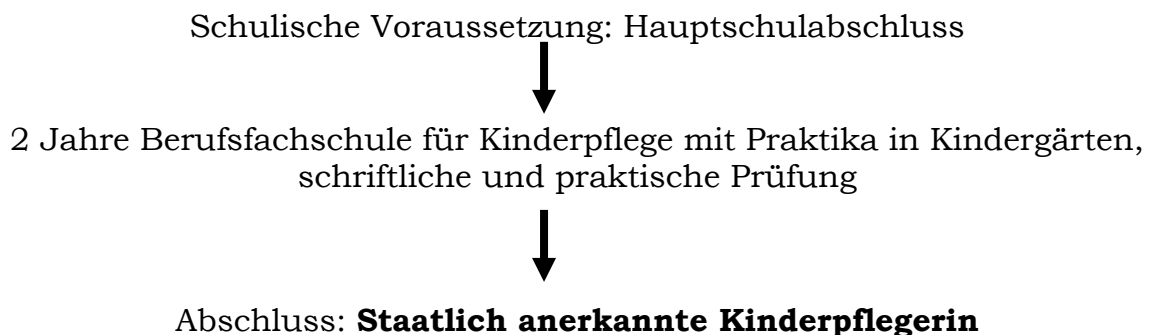 Schulische Voraussetzung: Hauptschulabschluss
2 Jahre Berufsfachschule für Kinderpflege mit Praktika in Kindergärten,
schriftliche und praktische Prüfung
Abschluss: Staatlich anerkannte Kinderpflegerin